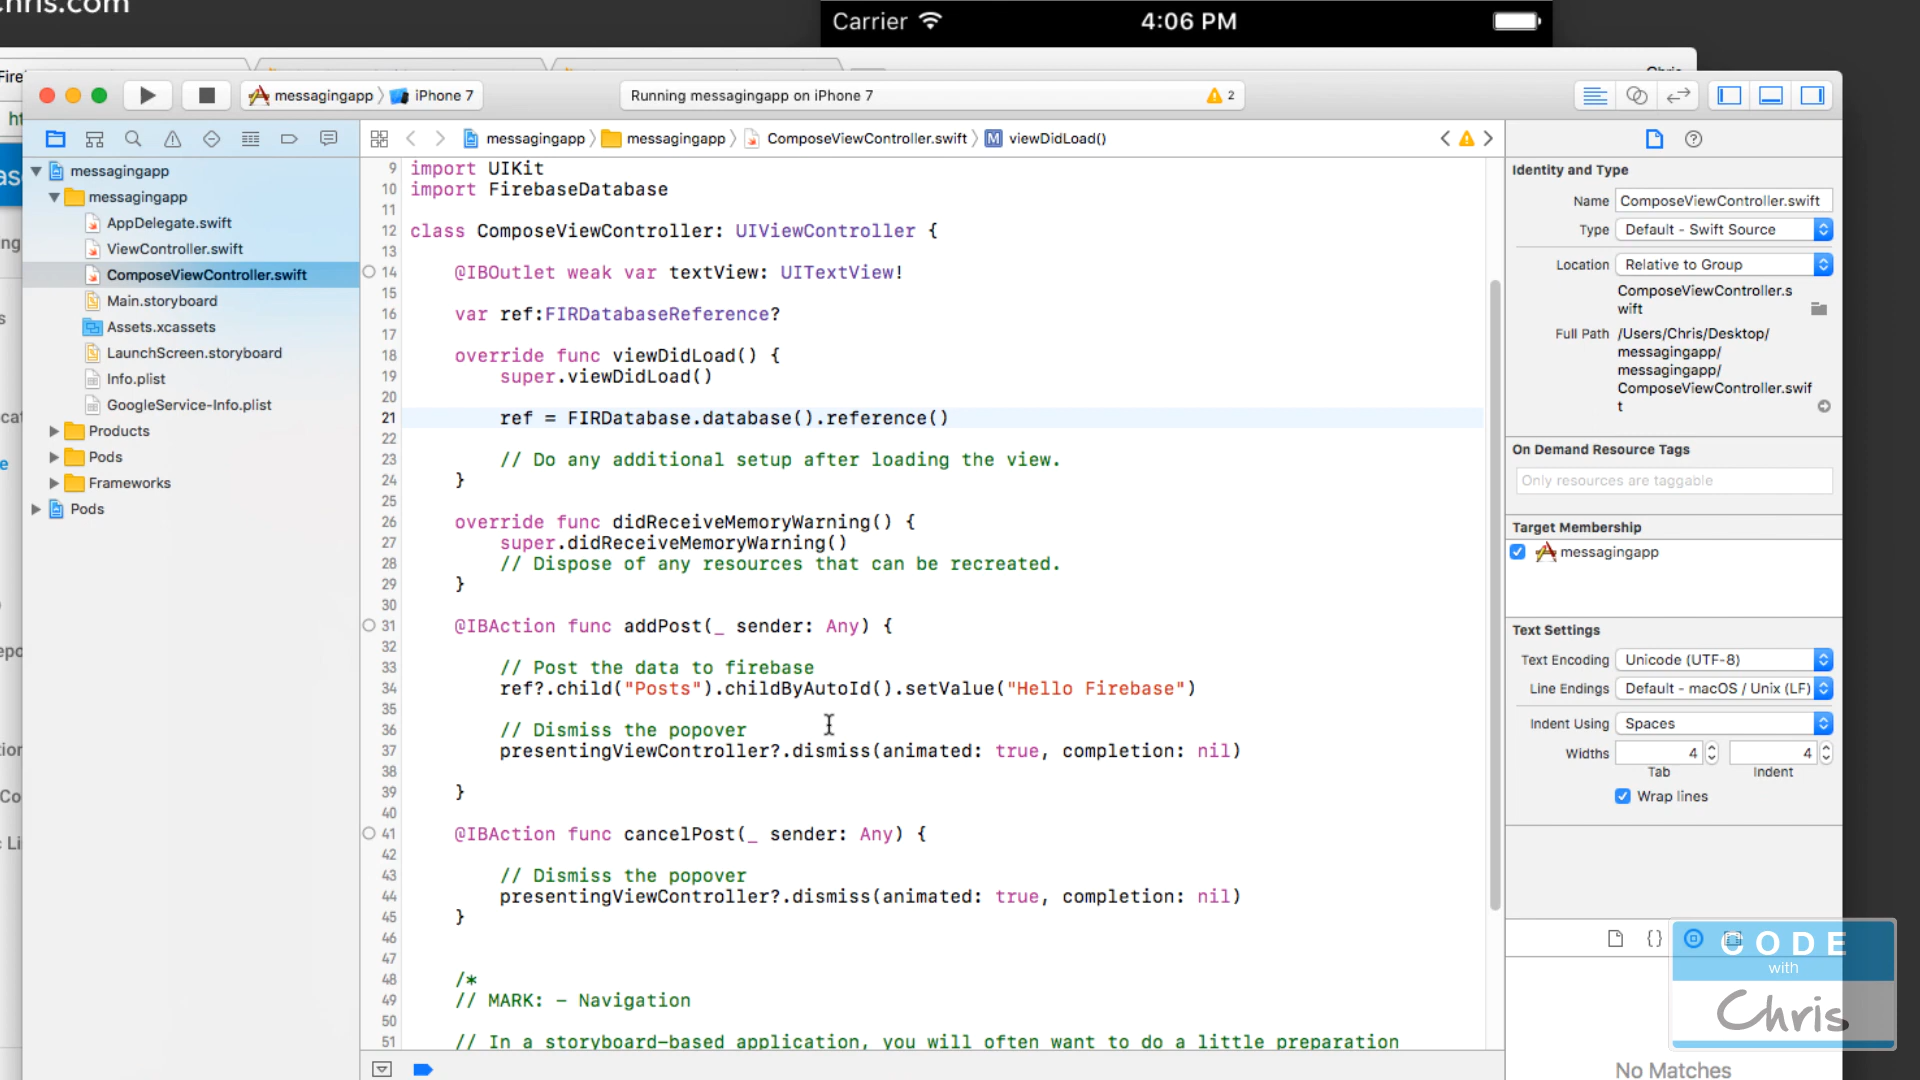 Chris.com
Carrier 4:06 PM
Fire
Chris
messagingapp iPhone 7
Running messagingapp on iPhone 7
2
messagingapp messagingapp ComposeViewController.swift viewDidLoad()
messagingapp
messagingapp
AppDelegate.swift
ViewController.swift
ComposeViewController.swift
Main.storyboard
Assets.xcassets
LaunchScreen.storyboard
Info.plist
GoogleService-Info.plist
Products
Pods
Frameworks
Pods
9 import UIKit
10 import FirebaseDatabase
11
12 class ComposeViewController: UIViewController {
13
14 @IBOutlet weak var textView: UITextView!
15
16 var ref:FIRDatabaseReference?
17
18 override func viewDidLoad() {
19 super.viewDidLoad()
20
21 ref = FIRDatabase.database().reference()
22
23 // Do any additional setup after loading the view.
24 }
25
26 override func didReceiveMemoryWarning() {
27 super.didReceiveMemoryWarning()
28 // Dispose of any resources that can be recreated.
29 }
30
31 @IBAction func addPost(_ sender: Any) {
32
33 // Post the data to firebase
34 ref?.child("Posts").childByAutoId().setValue("Hello Firebase")
35
36 // Dismiss the popover
37 presentingViewController?.dismiss(animated: true, completion: nil)
38
39 }
40
41 @IBAction func cancelPost(_ sender: Any) {
42
43 // Dismiss the popover
44 presentingViewController?.dismiss(animated: true, completion: nil)
45 }
46
47
48 /*
49 // MARK: - Navigation
50
51 // In a storyboard-based application, you will often want to do a little preparation
Identity and Type
Name ComposeViewController.swift
Type Default - Swift Source
Location Relative to Group
ComposeViewController.s
wift
Full Path /Users/Chris/Desktop/
messagingapp/
messagingapp/
ComposeViewController.swif
t
On Demand Resource Tags
Only resources are taggable
Target Membership
messagingapp
Text Settings
Text Encoding Unicode (UTF-8)
Line Endings Default - macOS / Unix (LF)
Indent Using Spaces
Widths 4 4
Tab Indent
Wrap lines
{}
CODE
with
Chris
No Matches